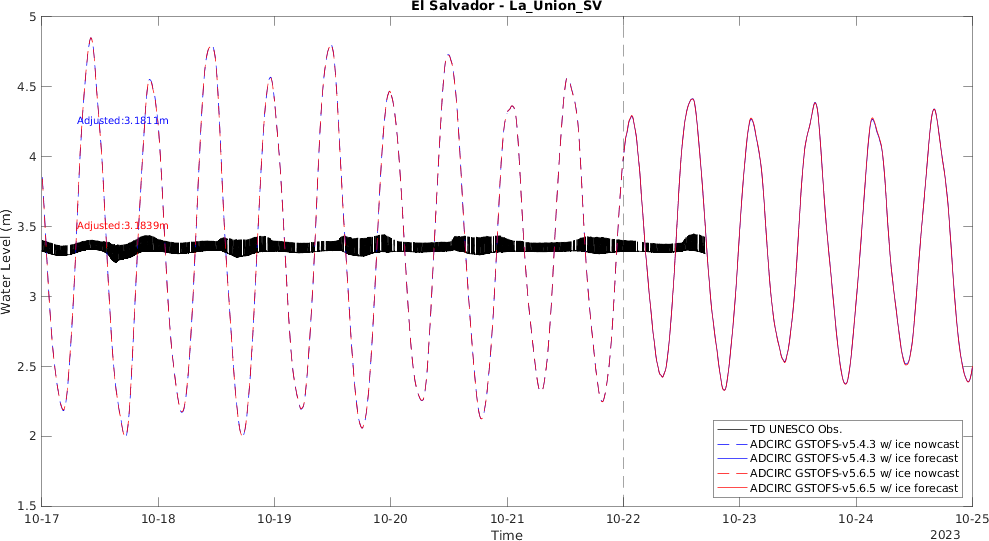 El Salvador - La_Union_SV
5
4.5
4
3.5
3
2.5
2
1.5
Water Level (m)
Adjusted:3.1811m
Adjusted:3.1839m
TD UNESCO Obs.
ADCIRC GSTOFS-v5.4.3 w/ ice nowcast
ADCIRC GSTOFS-v5.4.3 w/ ice forecast
ADCIRC GSTOFS-v5.6.5 w/ ice nowcast
ADCIRC GSTOFS-v5.6.5 w/ ice forecast
10-17 10-18 10-19 10-20 10-21 10-22 10-23 10-24 10-25
Time
2023